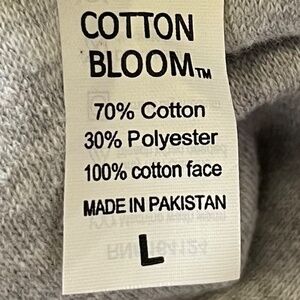 COTTON
BLOOM™
70% Cotton
30% Polyester
100% cotton face
MADE IN PAKISTAN
L